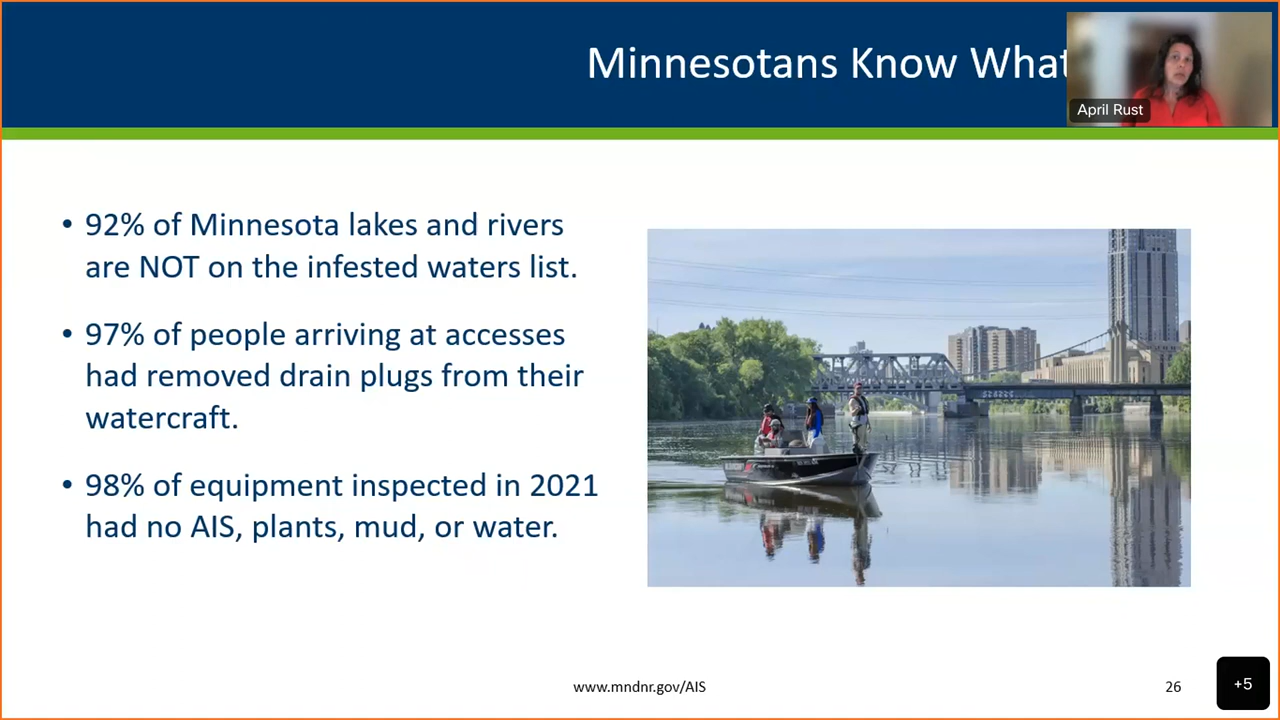 Minnesotans Know What
April Rust
• 92% of Minnesota lakes and rivers
are NOT on the infested waters list.
• 97% of people arriving at accesses
had removed drain plugs from their
watercraft.
• 98% of equipment inspected in 2021
had no AIS, plants, mud, or water.
www.mndnr.gov/AIS
26
+5